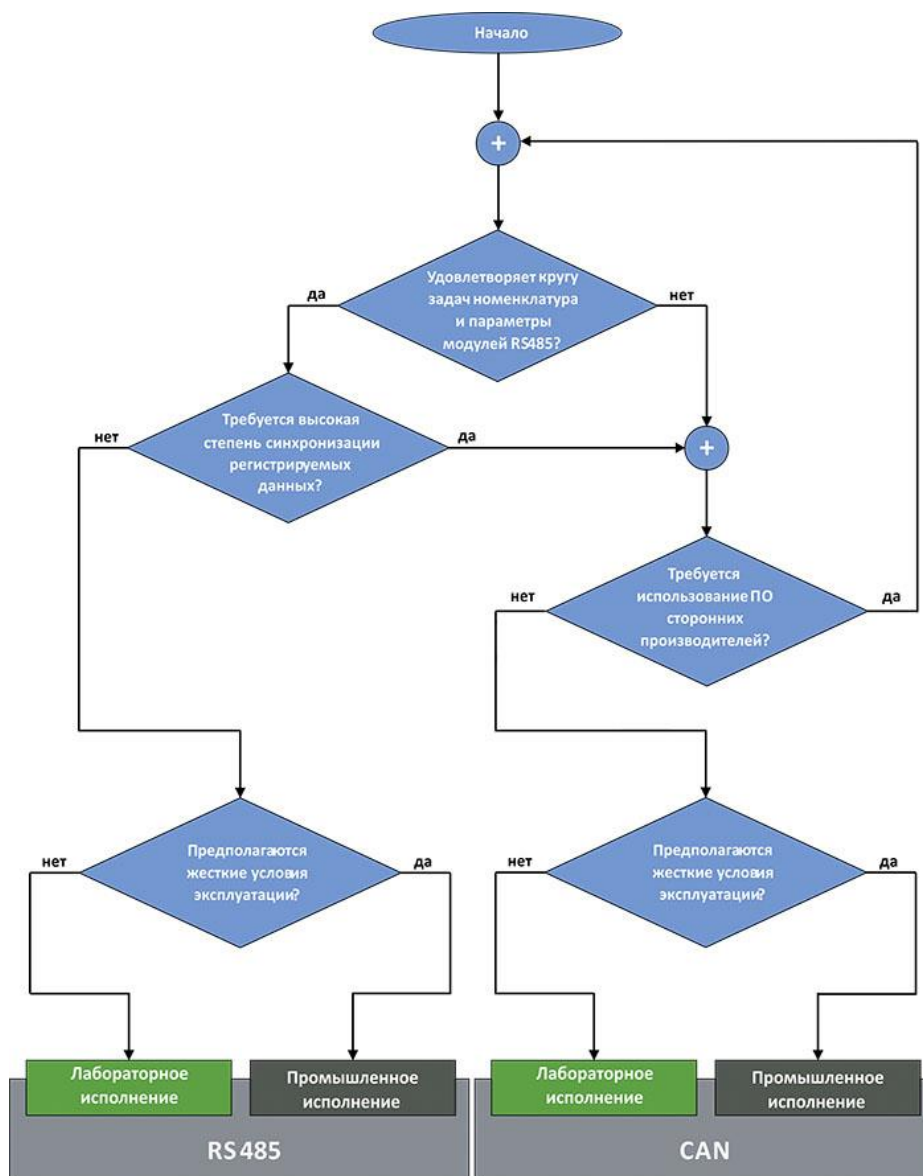 Начало
+
Удовлетворяет кругу
задач номенклатура
и параметры
модулей RS485?
да
нет
Требуется высокая
степень синхронизации
регистрируемых
данных?
нет
да
+
Требуется
использование ПО
сторонних
производителей?
нет
да
Предполагаются
жесткие условия
эксплуатации?
нет
да
Предполагаются
жесткие условия
эксплуатации?
нет
да
Лабораторное
исполнение
Промышленное
исполнение
Лабораторное
исполнение
Промышленное
исполнение
RS 485
CAN